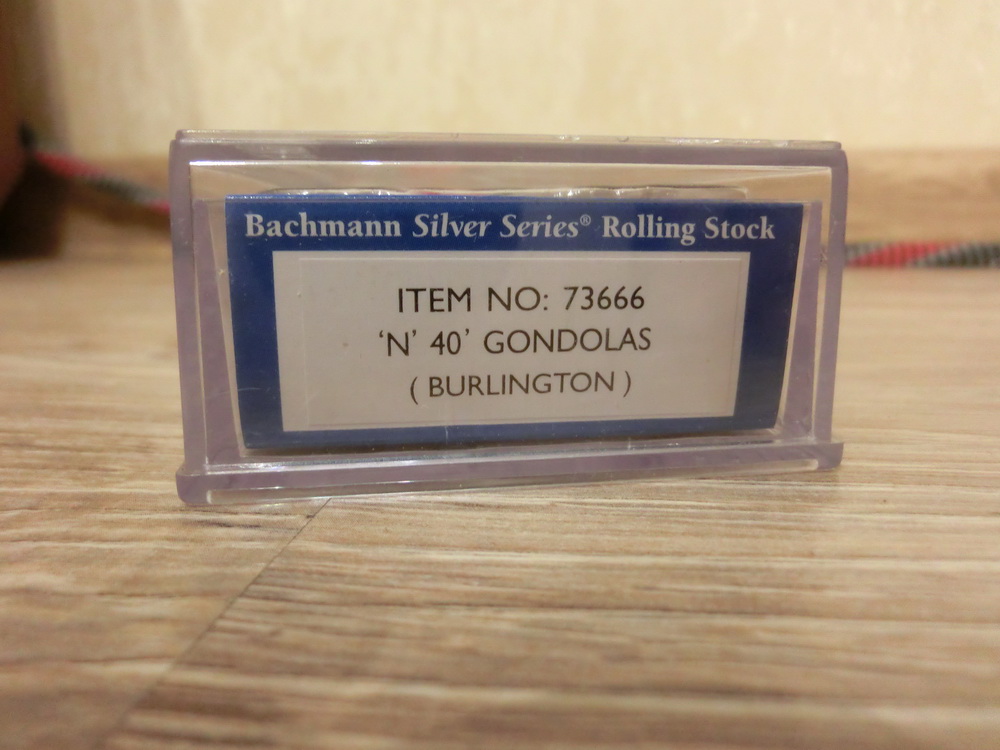 Bachmann Silver Series® Rolling Stock
ITEM NO: 73666
‘N’ 40’ GONDOLAS
( BURLINGTON )